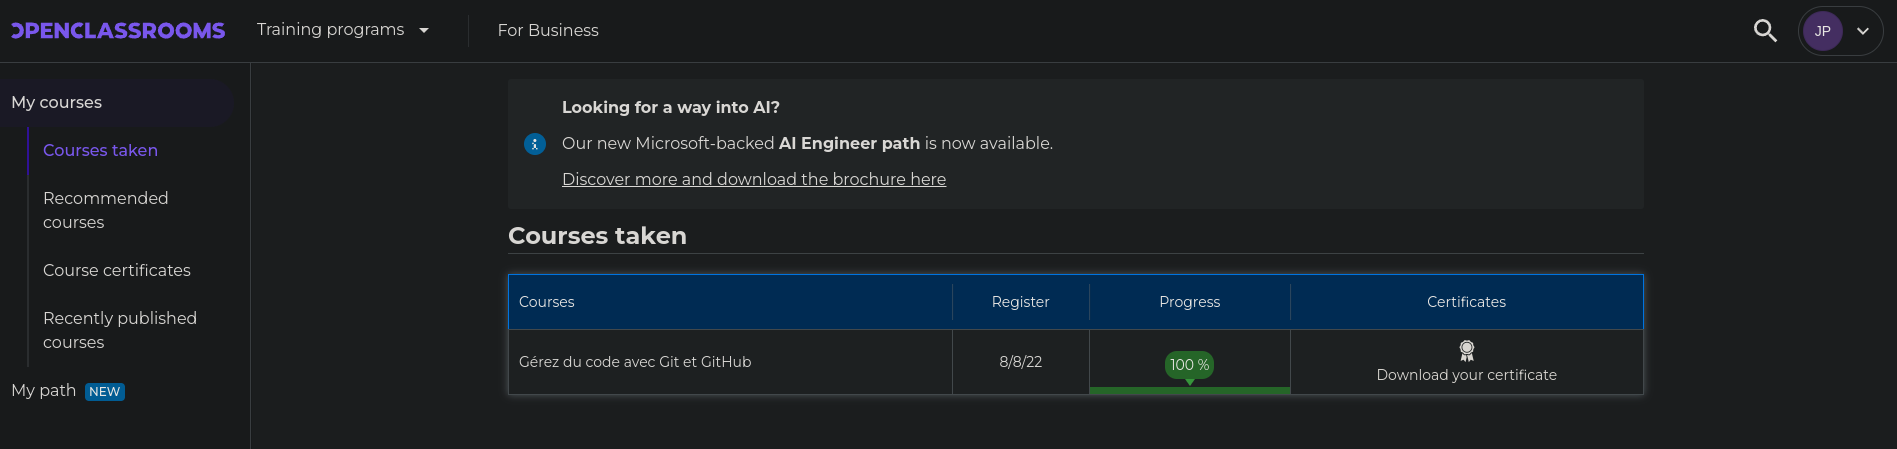 OPENCLASSROOMS
Training programs
For Business
JP
My courses
Courses taken
Recommended
courses
Course certificates
Recently published
courses
My path NEW
Looking for a way into AI?
Our new Microsoft-backed AI Engineer path is now available.
Discover more and download the brochure here
Courses taken
Courses Register Progress Certificates
Gérez du code avec Git et GitHub 8/8/22 100 % Download your certificate